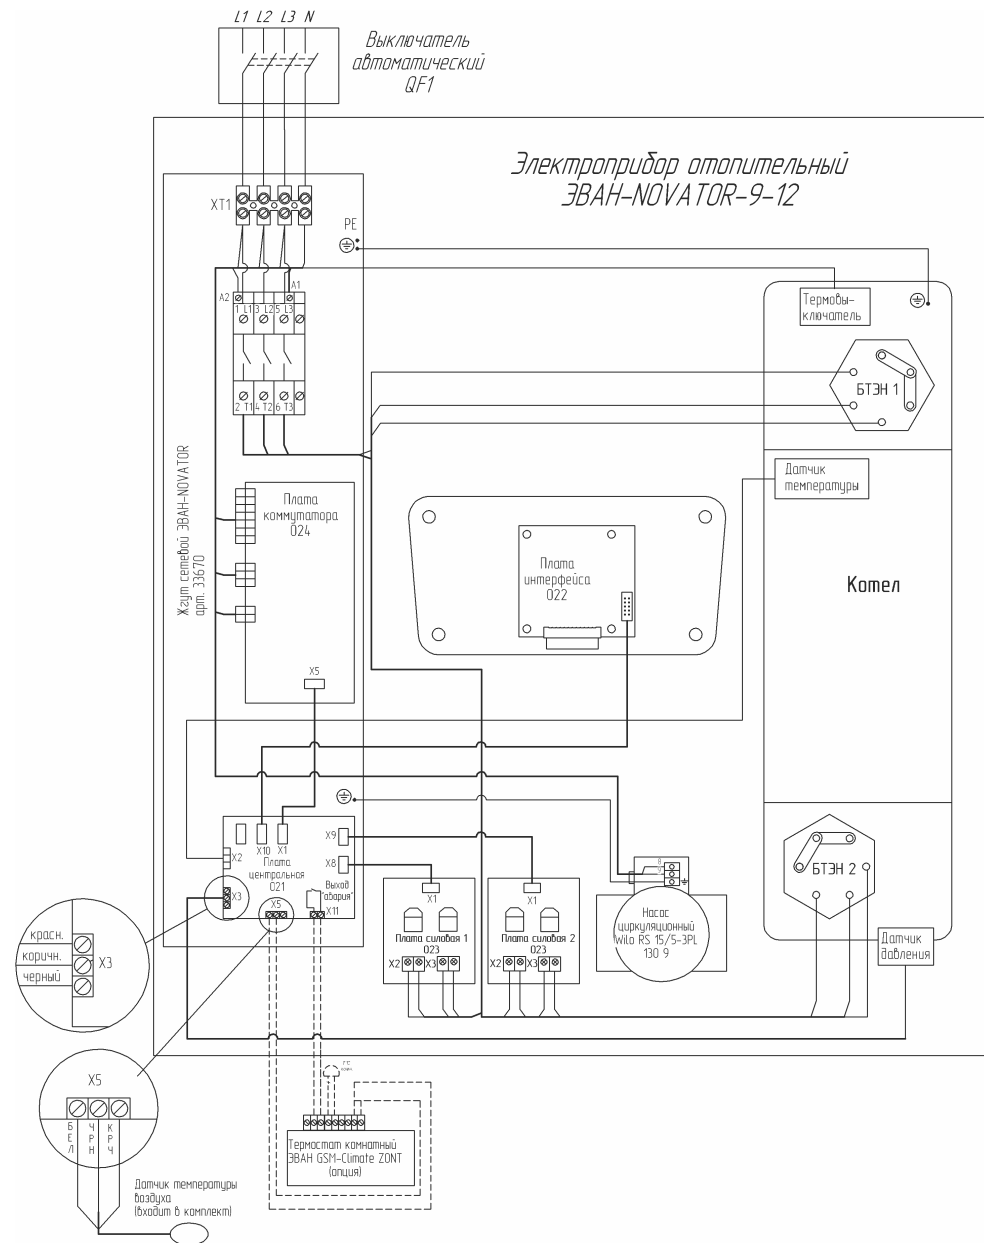 L1 L2 L3 N
Выключатель
автоматический
QF1
Электроприбор отопительный
ЭВАН-NOVATOR-9-12
XT1
PE
A2
A1
1 L1 3 L2 5 L3
2 T1 4 T2 6 T3
Термовы-
ключатель
БТЭН 1
Датчик
температуры
Котел
Жгут сетевой ЭВАН-NOVATOR
арт. 33670
Плата
коммутатора
024
X5
Плата
интерфейса
022
X10 X1
X2
Плата
центральная
021
X9
X8
X3
X5
Выход
"авария"
X11
X1
Плата силовая 1
023
X2 X3
X1
Плата силовая 2
023
X2 X3
Насос
циркуляционный
Wilo RS 15/5-3PL
130 9
БТЭН 2
Датчик
давления
красн.
коричн.
черный
X3
X5
БЕЛ
ЧРН
КРЧ
Датчик температуры
воздуха
(входит в комплект)
Термостат комнатный
ЭВАН GSM-Climate ZONT
(опция)